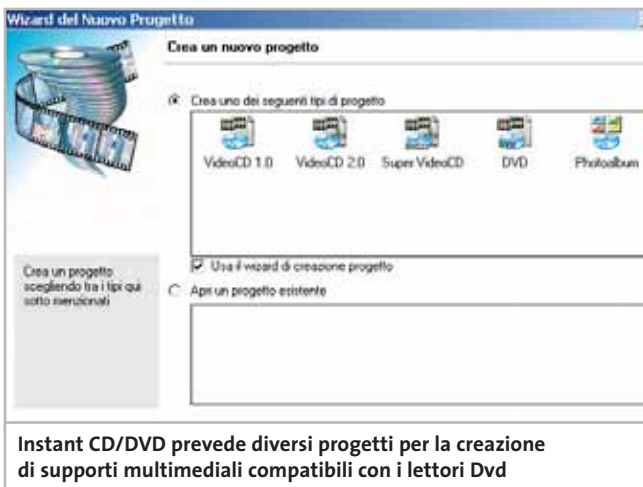 Wizard del Nuovo Progetto
Crea un nuovo progetto
Crea uno dei seguenti tipi di progetto
VideoCD 1.0 VideoCD 2.0 Super VideoCD DVD Photoalbum
Usa il wizard di creazione progetto
Crea un progetto
scegliendo tra i tipi qui
sotto menzionati
Apri un progetto esistente
Instant CD/DVD prevede diversi progetti per la creazione
di supporti multimediali compatibili con i lettori Dvd